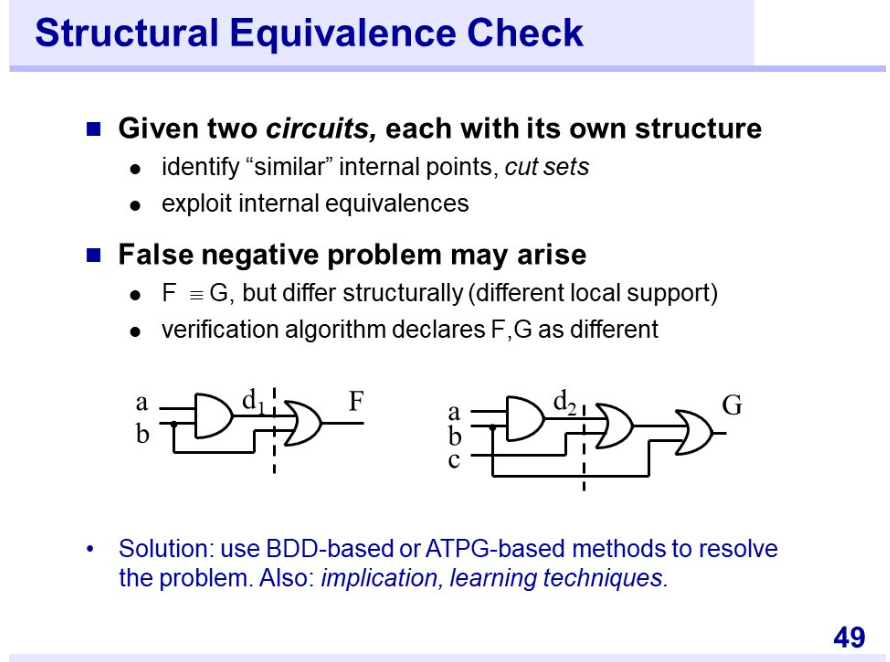 Structural Equivalence Check
■ Given two circuits, each with its own structure
● identify “similar” internal points, cut sets
● exploit internal equivalences
■ False negative problem may arise
● F ≡ G, but differ structurally (different local support)
● verification algorithm declares F,G as different
a
b
d₁
F
a
b
c
d₂
G
• Solution: use BDD-based or ATPG-based methods to resolve
the problem. Also: implication, learning techniques.
49